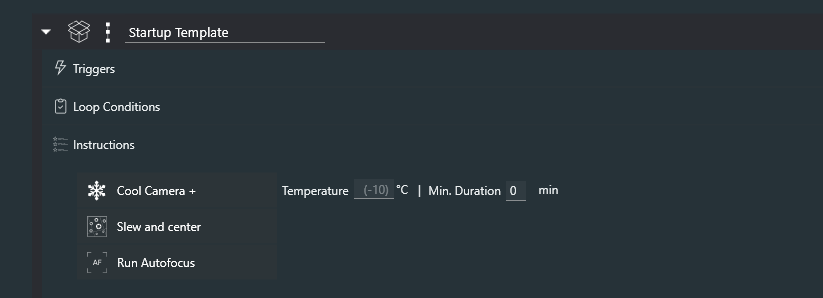 Startup Template
Triggers
Loop Conditions
Instructions
Cool Camera + Temperature (-10) °C | Min. Duration 0 min
Slew and center
AF Run Autofocus